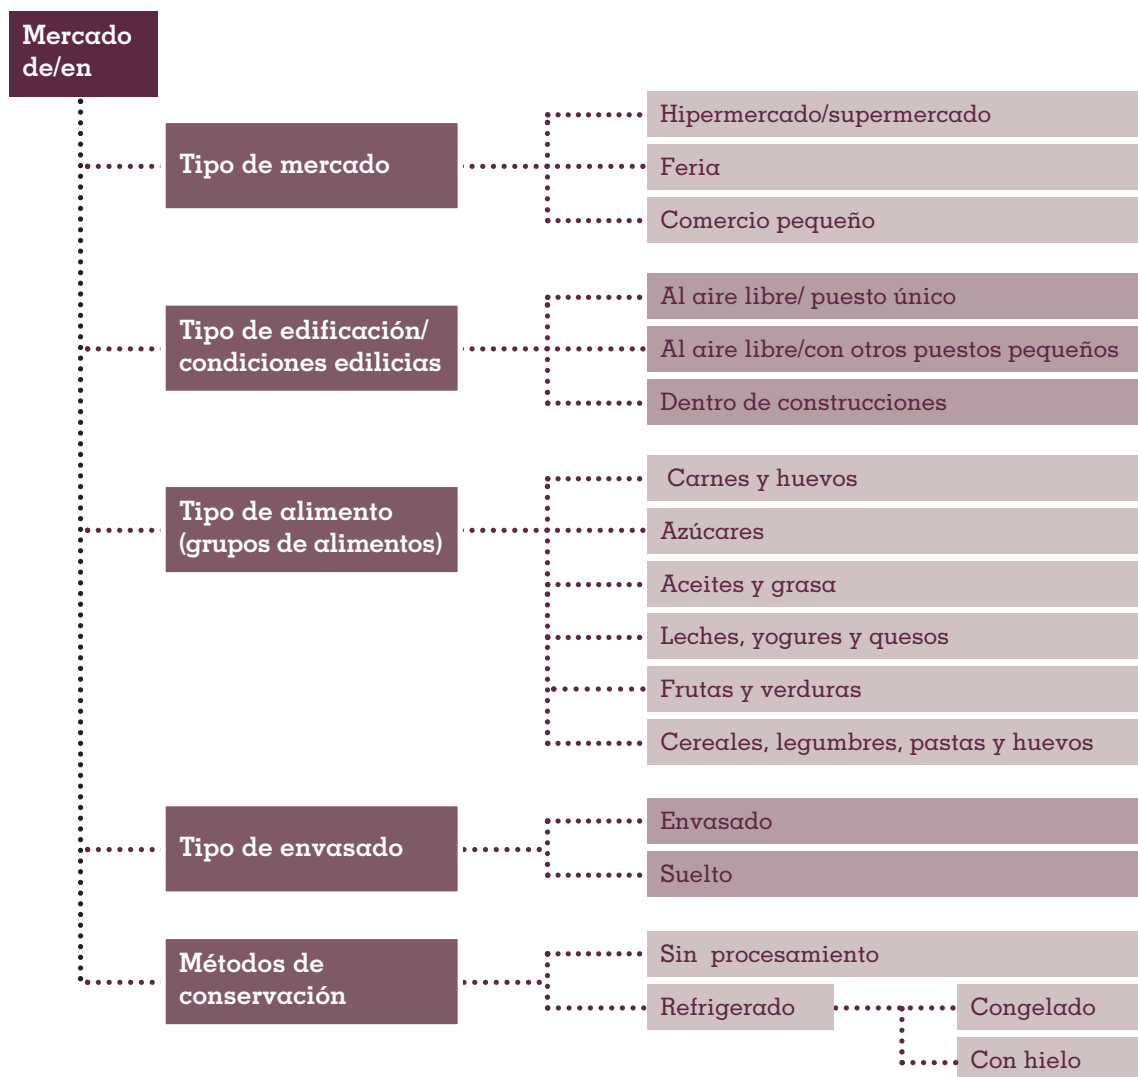 Mercado
de/en
Tipo de mercado
Hipermercado/supermercado
Feria
Comercio pequeño
Tipo de edificación/
condiciones edilicias
Al aire libre/ puesto único
Al aire libre/con otros puestos pequeños
Dentro de construcciones
Tipo de alimento
(grupos de alimentos)
Carnes y huevos
Azúcares
Aceites y grasa
Leches, yogures y quesos
Frutas y verduras
Cereales, legumbres, pastas y huevos
Tipo de envasado
Envasado
Suelto
Métodos de
conservación
Sin procesamiento
Refrigerado
Congelado
Con hielo